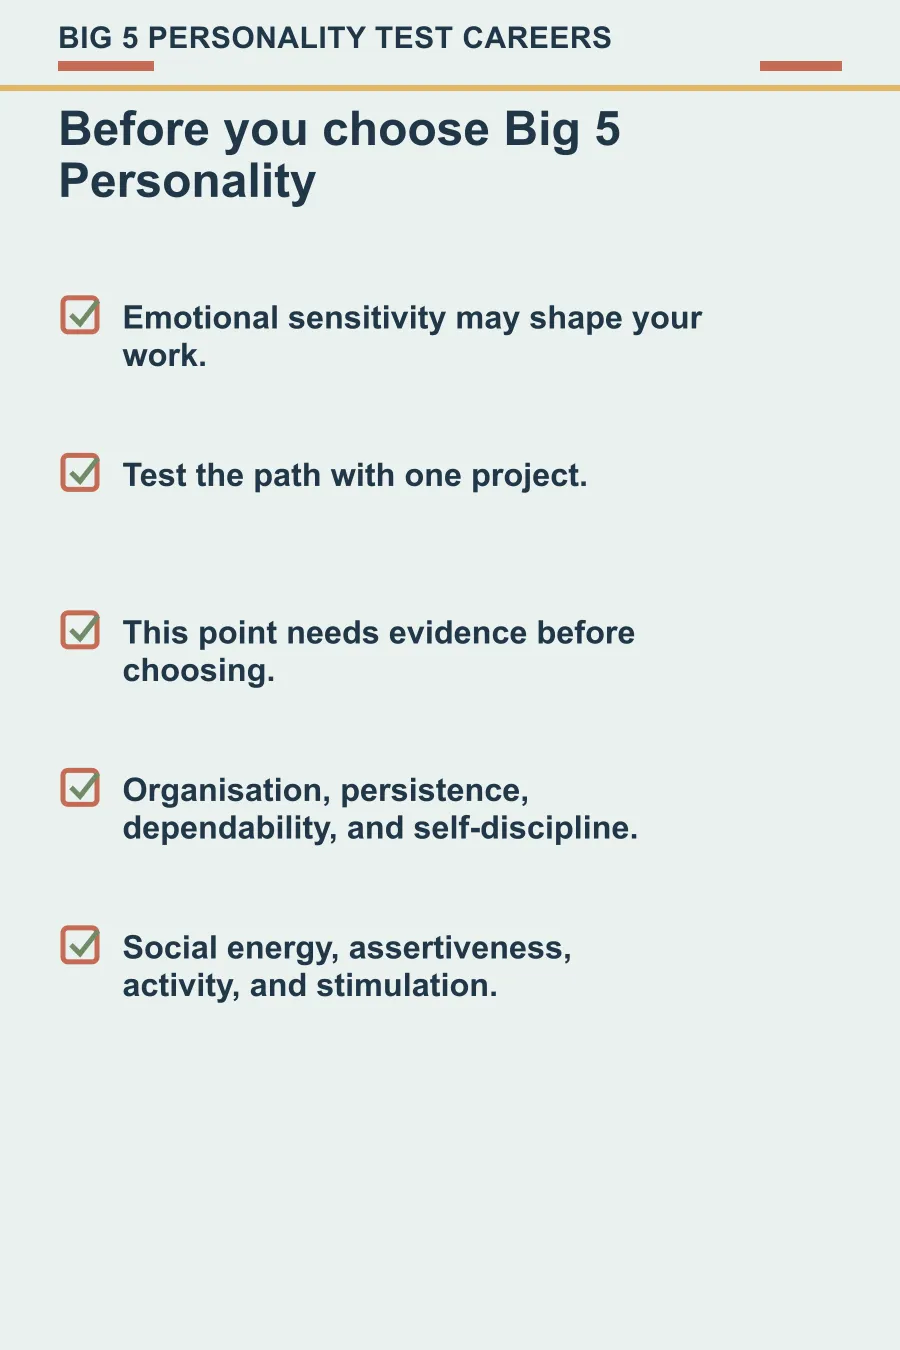 BIG 5 PERSONALITY TEST CAREERS
Before you choose Big 5
Personality
Emotional sensitivity may shape your
work.
Test the path with one project.
This point needs evidence before
choosing.
Organisation, persistence,
dependability, and self-discipline.
Social energy, assertiveness,
activity, and stimulation.